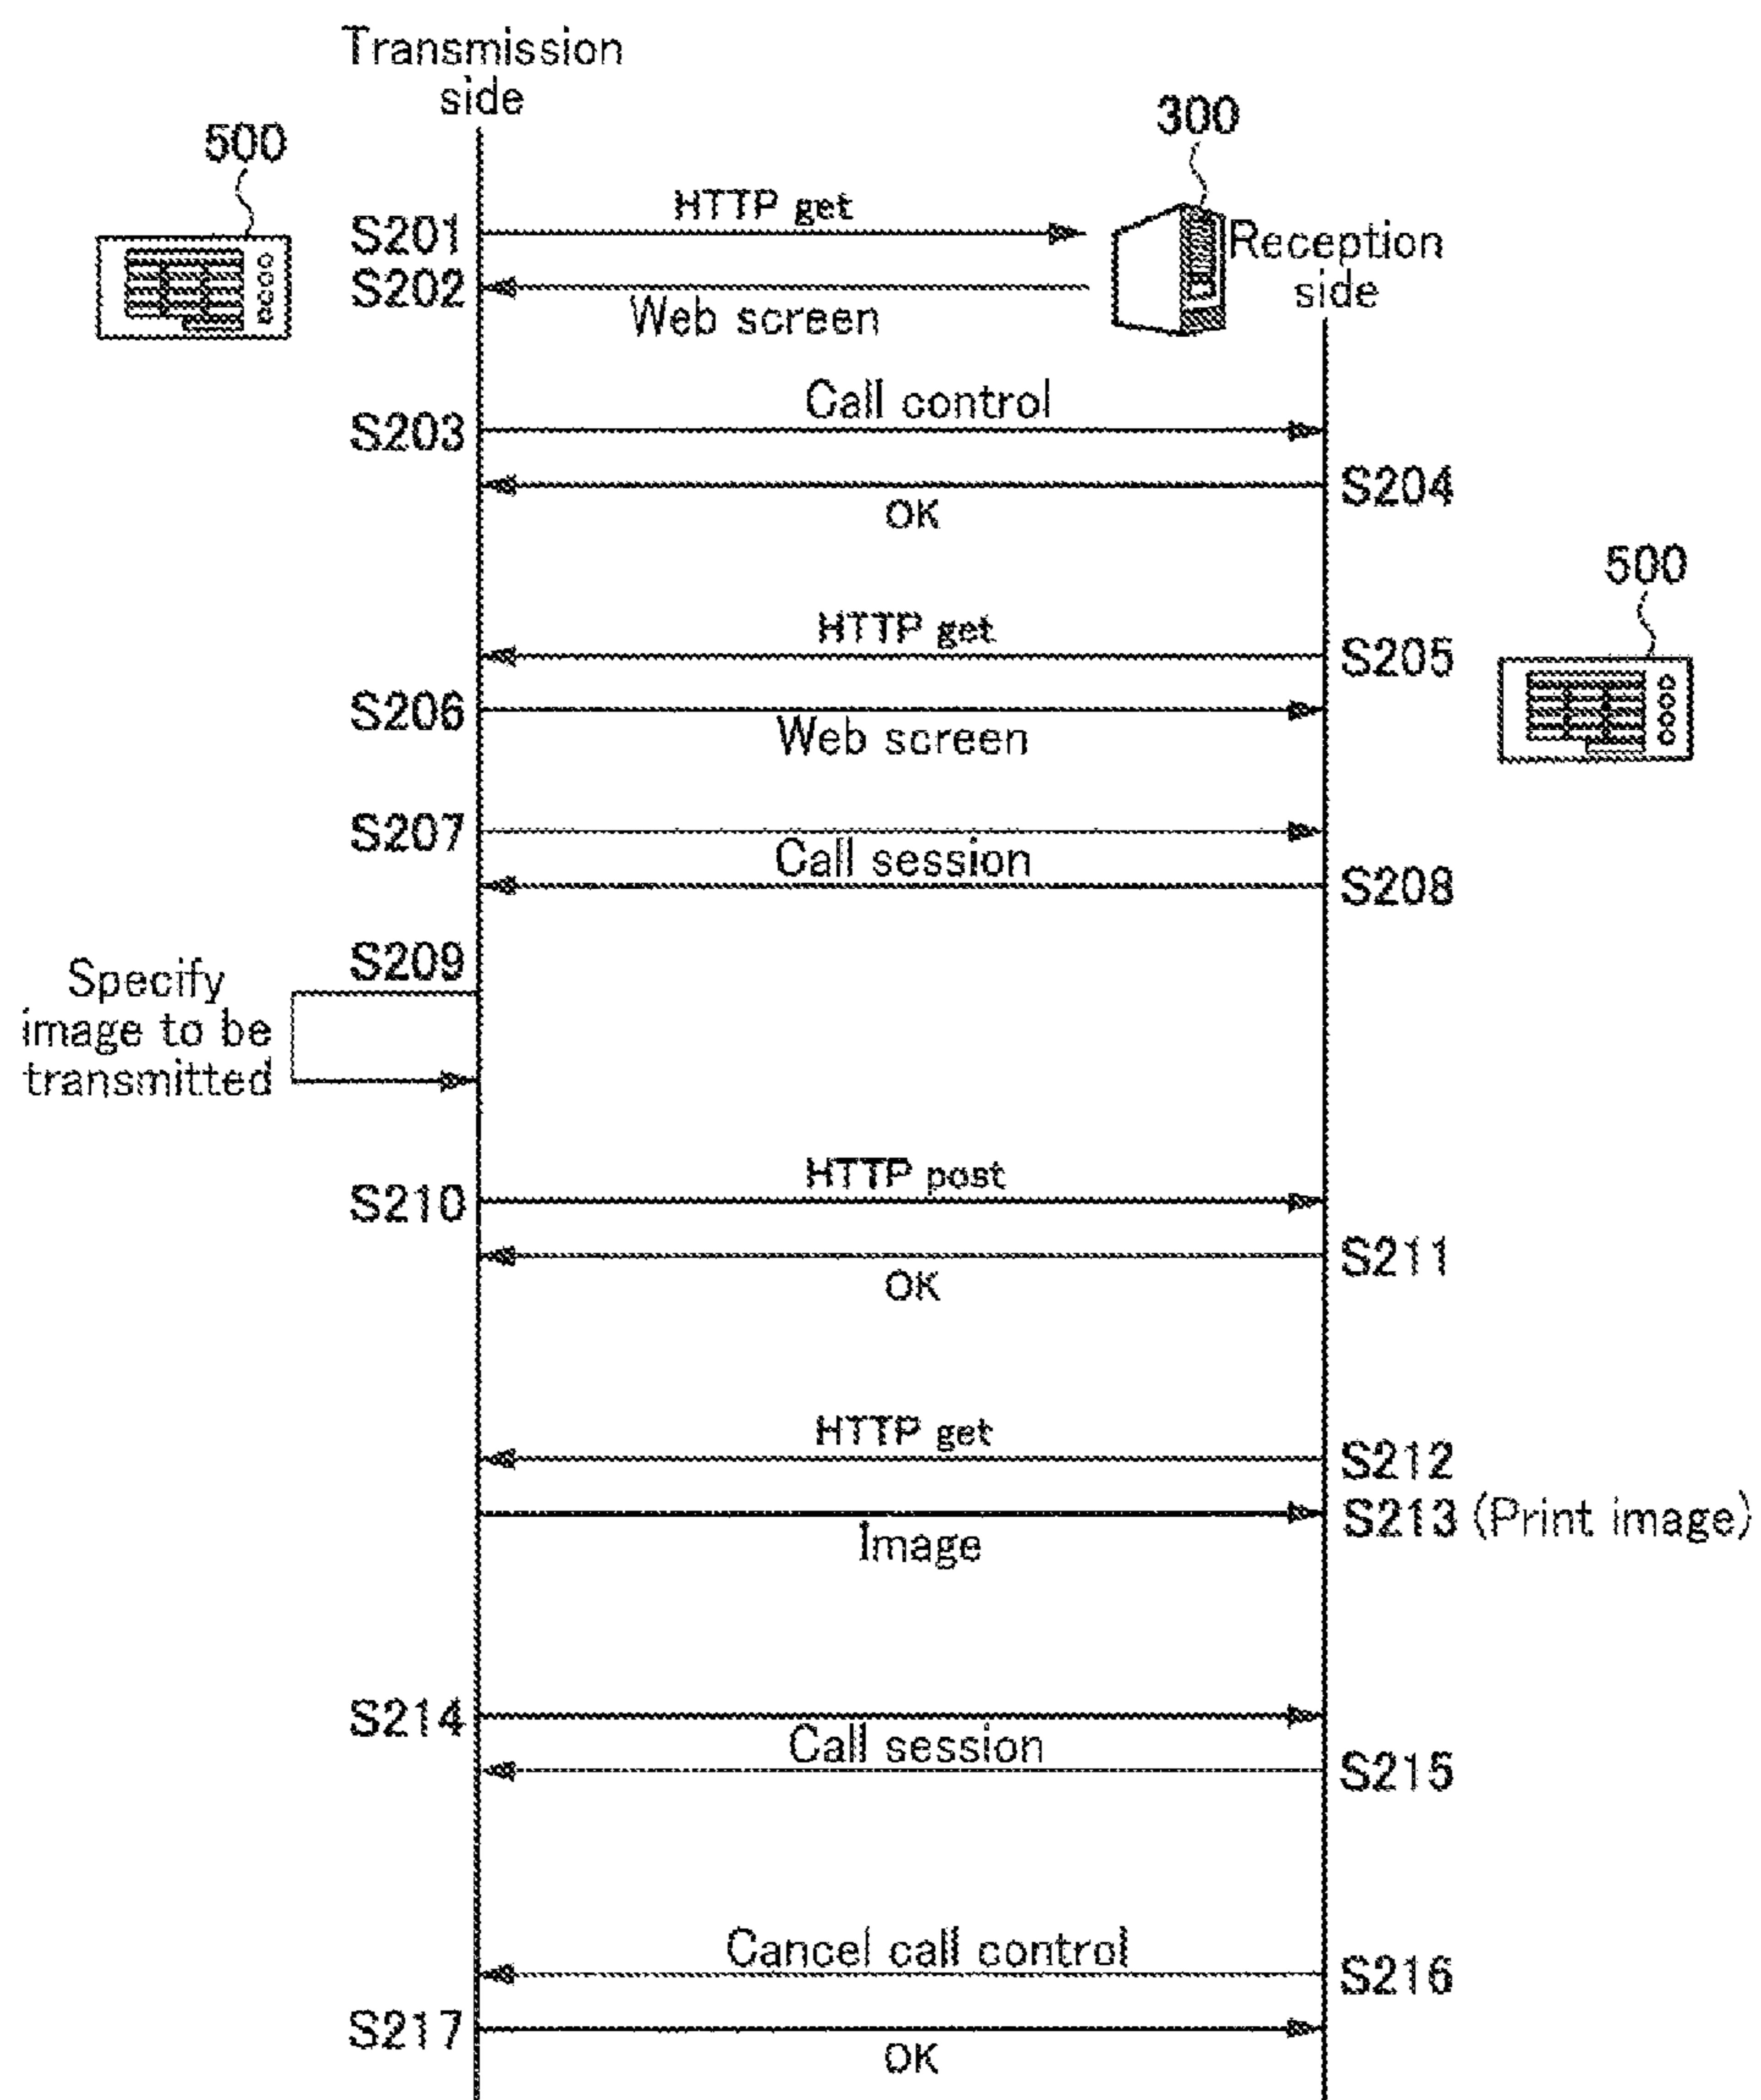 Transmission
side
500
300
S201
HTTP get
Reception
side
S202
Web screen
Call control
S203
S204
OK
500
HTTP get
S205
S206
Web screen
S207
Call session
S208
S209
Specify
image to be
transmitted
HTTP post
S210
S211
OK
HTTP get
S212
S213 (Print image)
Image
S214
Call session
S215
Cancel call control
S216
S217
OK